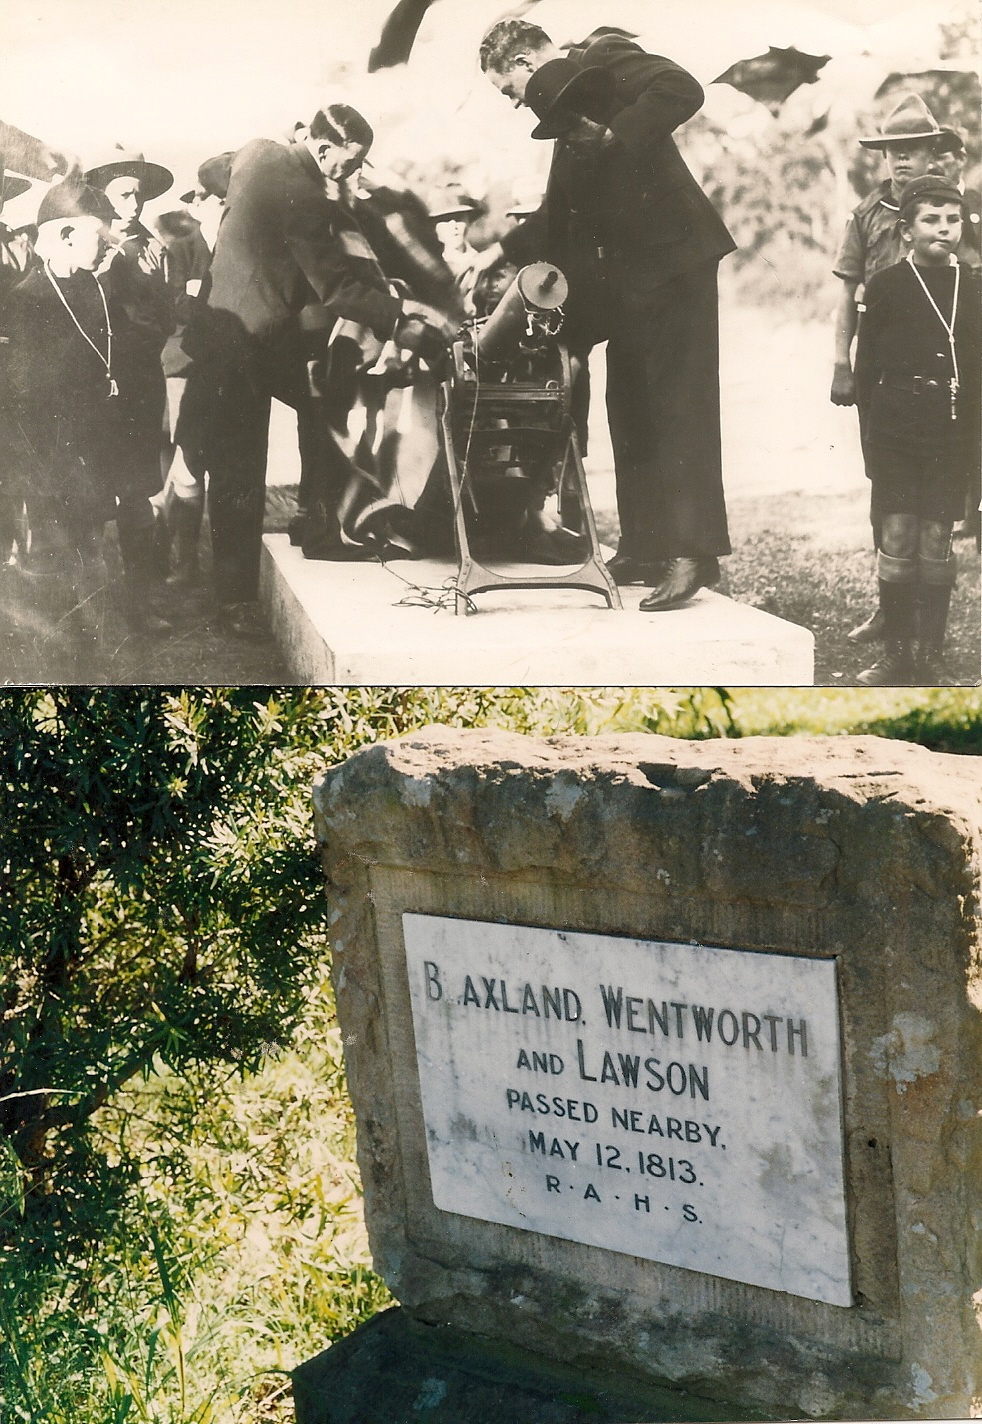 B AXLAND, WENTWORTH
AND LAWSON
PASSED NEARBY,
MAY 12, 1813.
R · A · H · S.